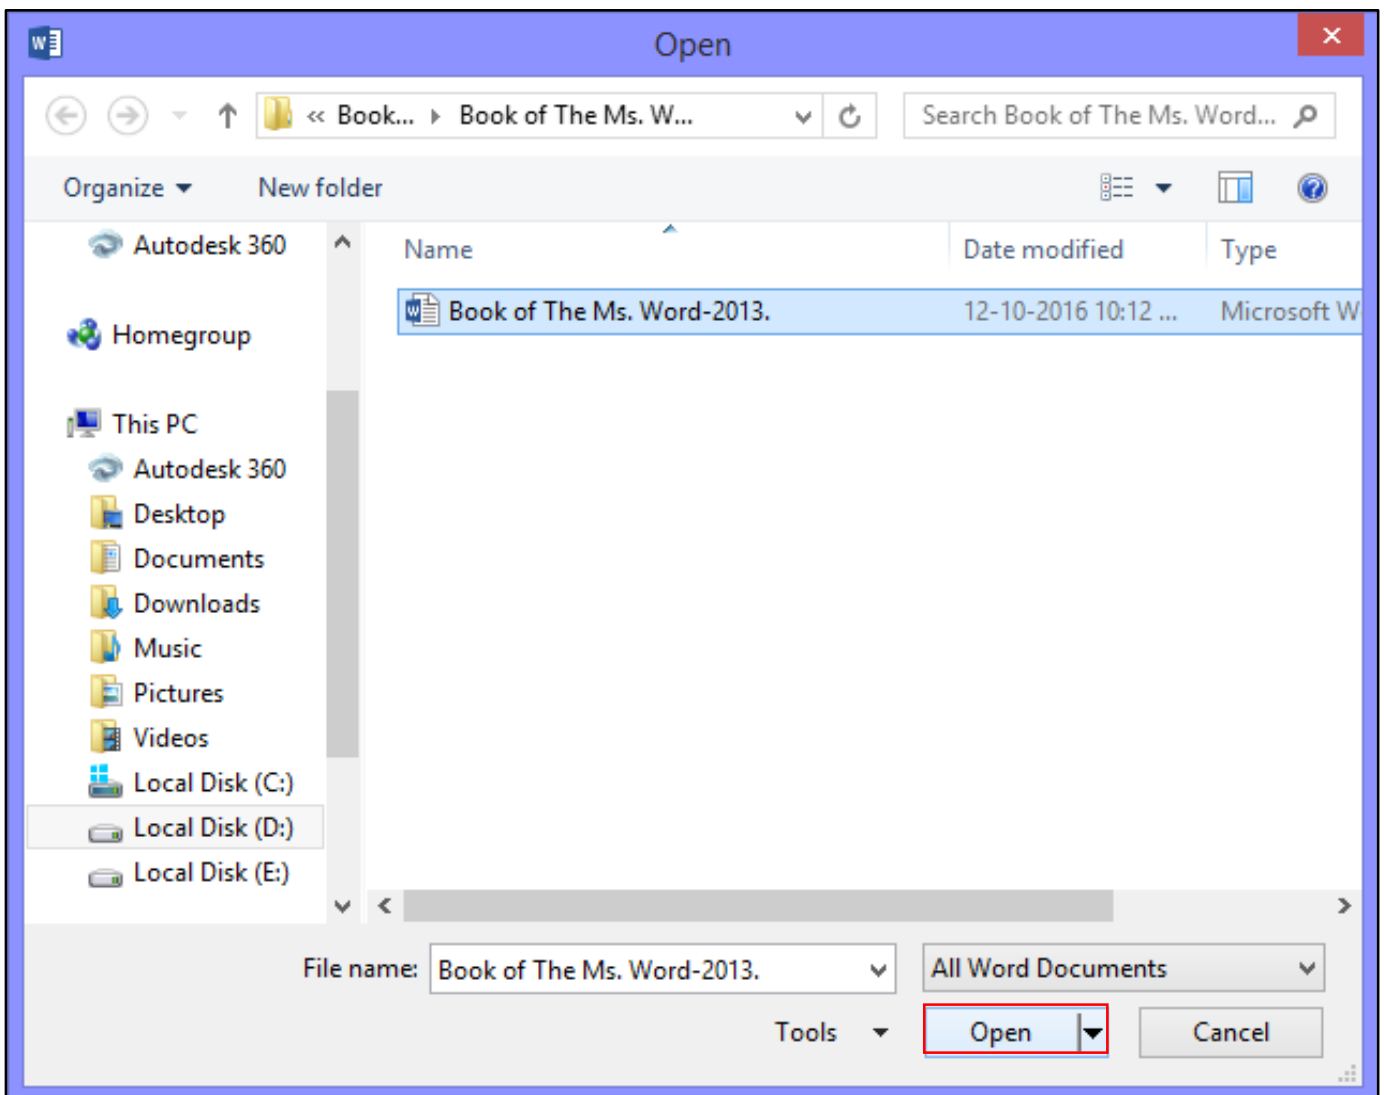 Open
« Book... Book of The Ms. W... Search Book of The Ms. Word...
Organize New folder
Autodesk 360
Homegroup
This PC
Autodesk 360
Desktop
Documents
Downloads
Music
Pictures
Videos
Local Disk (C:)
Local Disk (D:)
Local Disk (E:)
Name Date modified Type
Book of The Ms. Word-2013. 12-10-2016 10:12 ... Microsoft W
File name: Book of The Ms. Word-2013. All Word Documents
Tools Open Cancel